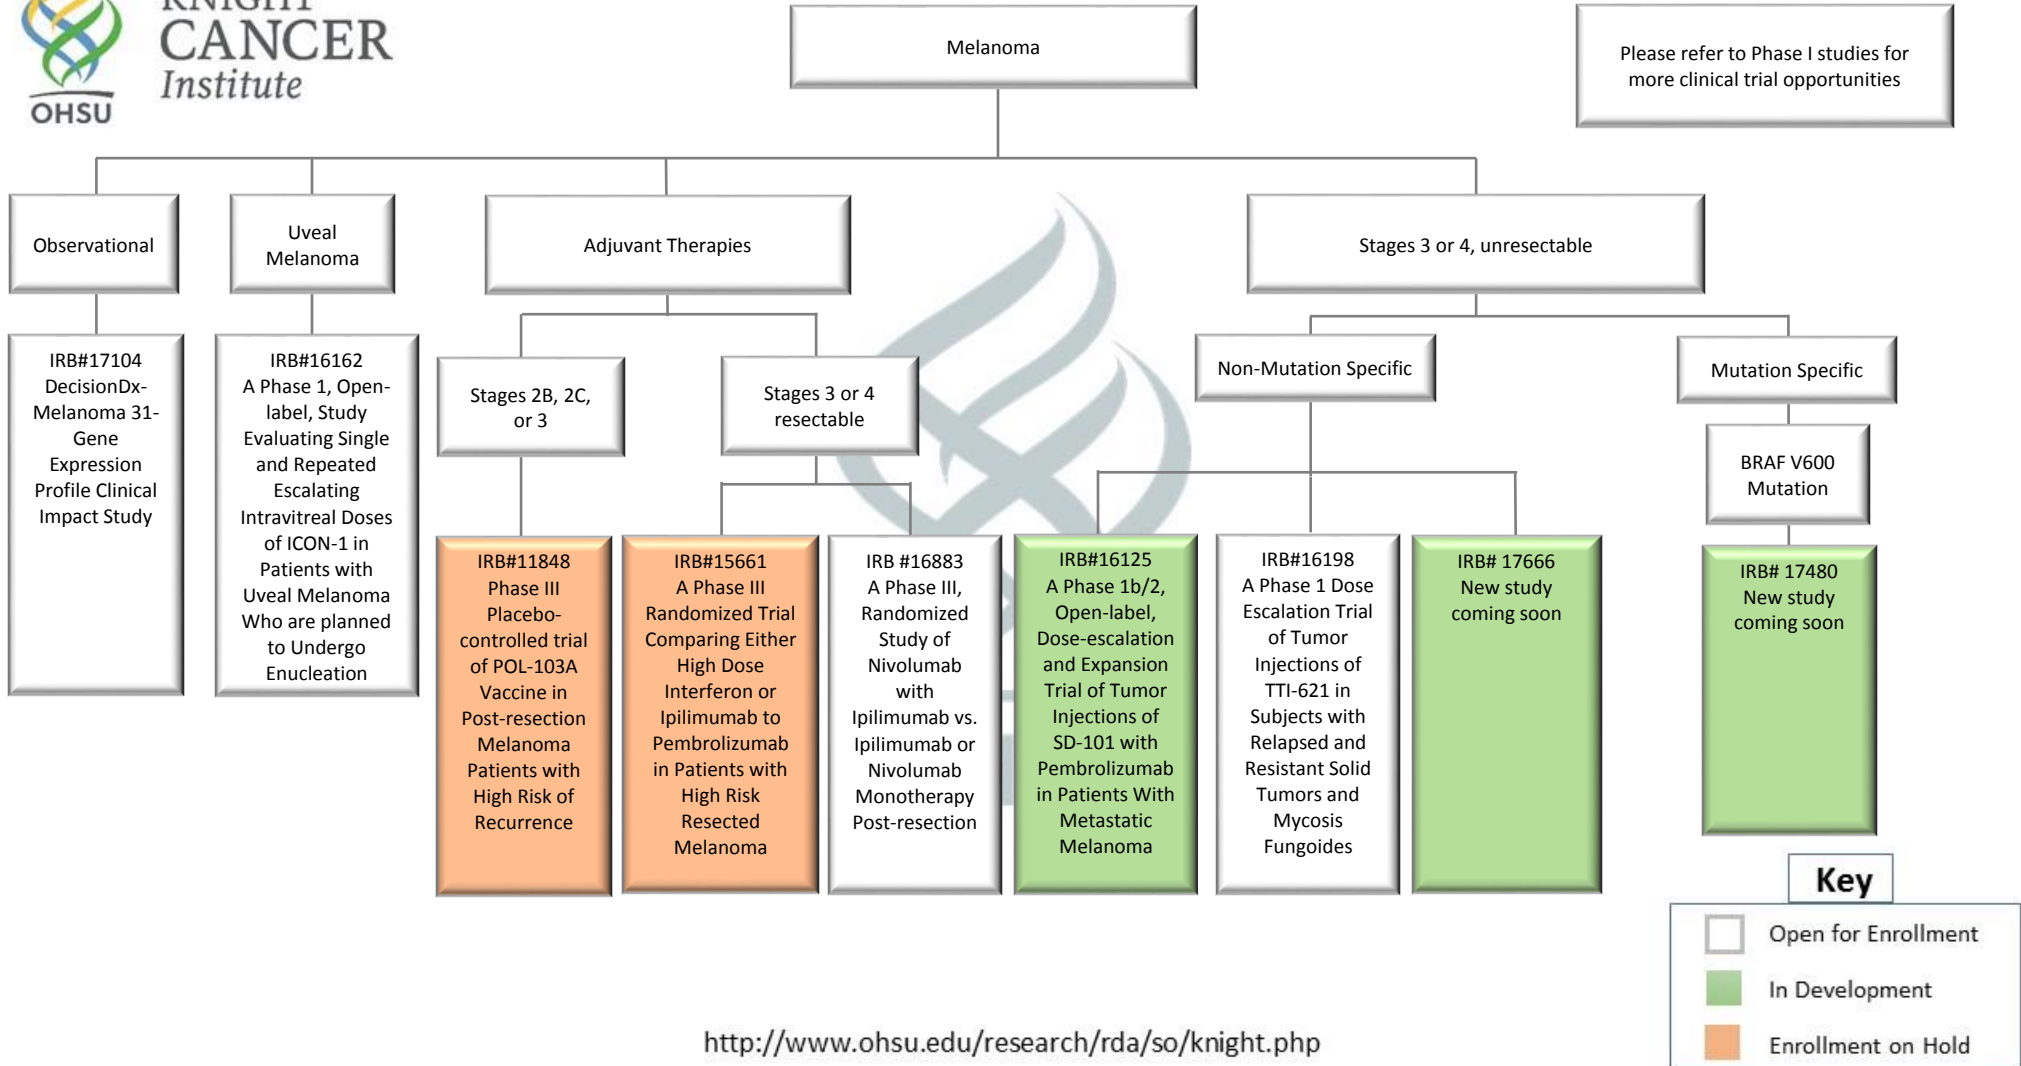 KNIGHT
CANCER
Institute
OHSU
Melanoma
Please refer to Phase I studies for
more clinical trial opportunities
Observational
Uveal
Melanoma
Adjuvant Therapies
Stages 3 or 4, unresectable
IRB#17104
DecisionDx-
Melanoma 31-
Gene
Expression
Profile Clinical
Impact Study
IRB#16162
A Phase 1, Open-
label, Study
Evaluating Single
and Repeated
Escalating
Intravitreal Doses
of ICON-1 in
Patients with
Uveal Melanoma
Who are planned
to Undergo
Enucleation
Stages 2B, 2C,
or 3
Stages 3 or 4
resectable
Non-Mutation Specific
Mutation Specific
BRAF V600
Mutation
IRB#11848
Phase III
Placebo-
controlled trial
of POL-103A
Vaccine in
Post-resection
Melanoma
Patients with
High Risk of
Recurrence
IRB#15661
A Phase III
Randomized Trial
Comparing Either
High Dose
Interferon or
Ipilimumab to
Pembrolizumab
in Patients with
High Risk
Resected
Melanoma
IRB #16883
A Phase III,
Randomized
Study of
Nivolumab
with
Ipilimumab vs.
Ipilimumab or
Nivolumab
Monotherapy
Post-resection
IRB#16125
A Phase 1b/2,
Open-label,
Dose-escalation
and Expansion
Trial of Tumor
Injections of
SD-101 with
Pembrolizumab
in Patients With
Metastatic
Melanoma
IRB#16198
A Phase 1 Dose
Escalation Trial
of Tumor
Injections of
TTI-621 in
Subjects with
Relapsed and
Resistant Solid
Tumors and
Mycosis
Fungoides
IRB# 17666
New study
coming soon
IRB# 17480
New study
coming soon
Key
Open for Enrollment
In Development
Enrollment on Hold
http://www.ohsu.edu/research/rda/so/knight.php